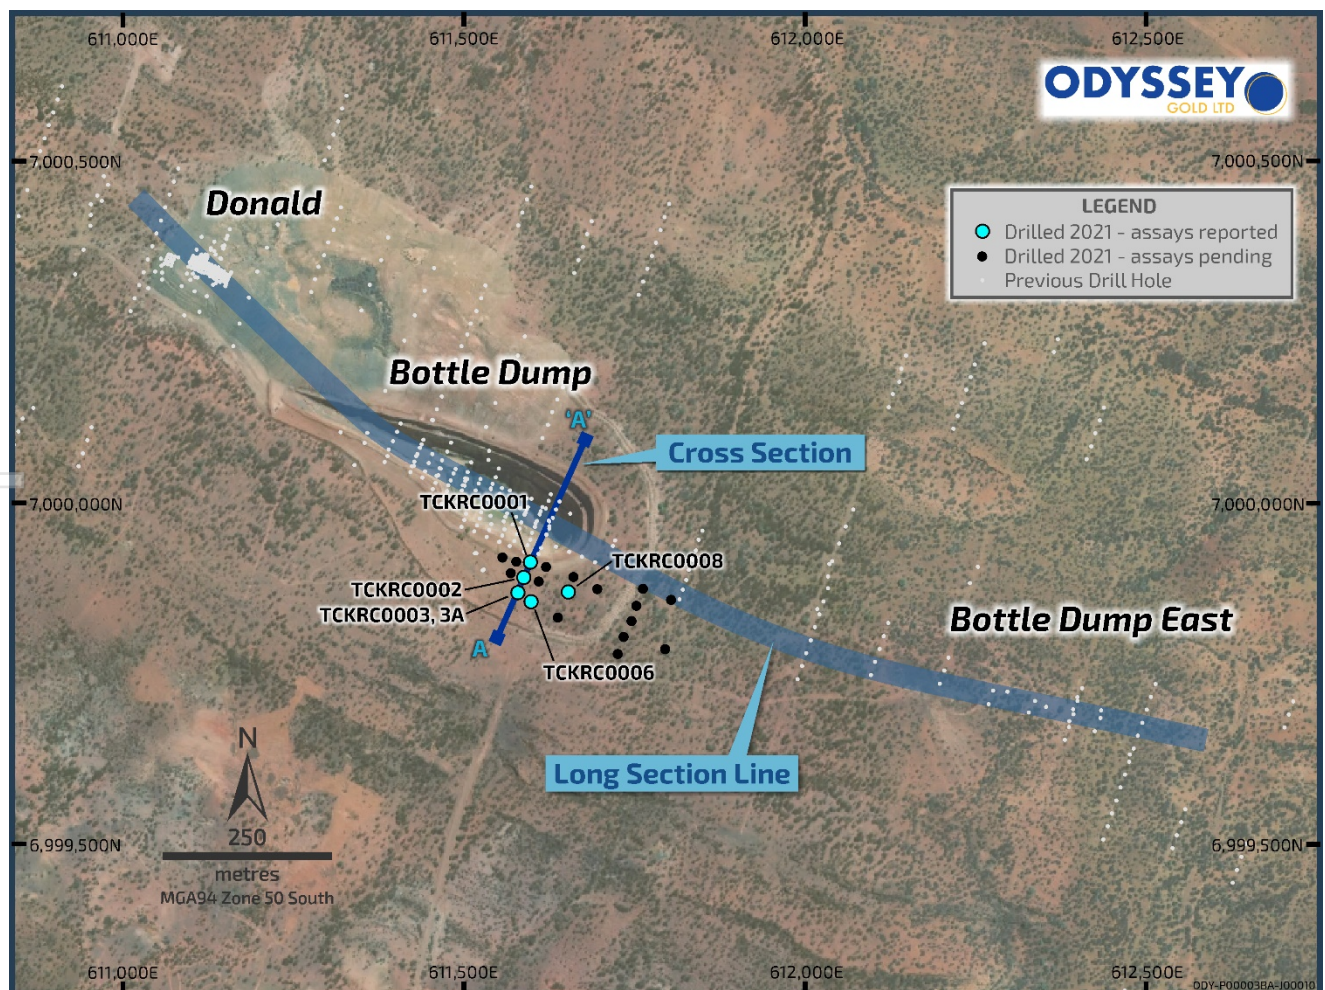 611,000E
611,500E
612,000E
612,500E
ODYSSEY
GOLD LTD
7,000,500N
7,000,500N
Donald
LEGEND
Drilled 2021 - assays reported
Drilled 2021 - assays pending
Previous Drill Hole
Bottle Dump
'A'
Cross Section
TCKRC0001
7,000,000N
7,000,000N
TCKRC0008
TCKRC0002
TCKRC0003, 3A
A
TCKRC0006
Bottle Dump East
N
Long Section Line
250
metres
MGA94 Zone 50 South
6,999,500N
6,999,500N
611,000E
611,500E
612,000E
612,500E
ODY-P00003BA-J00010